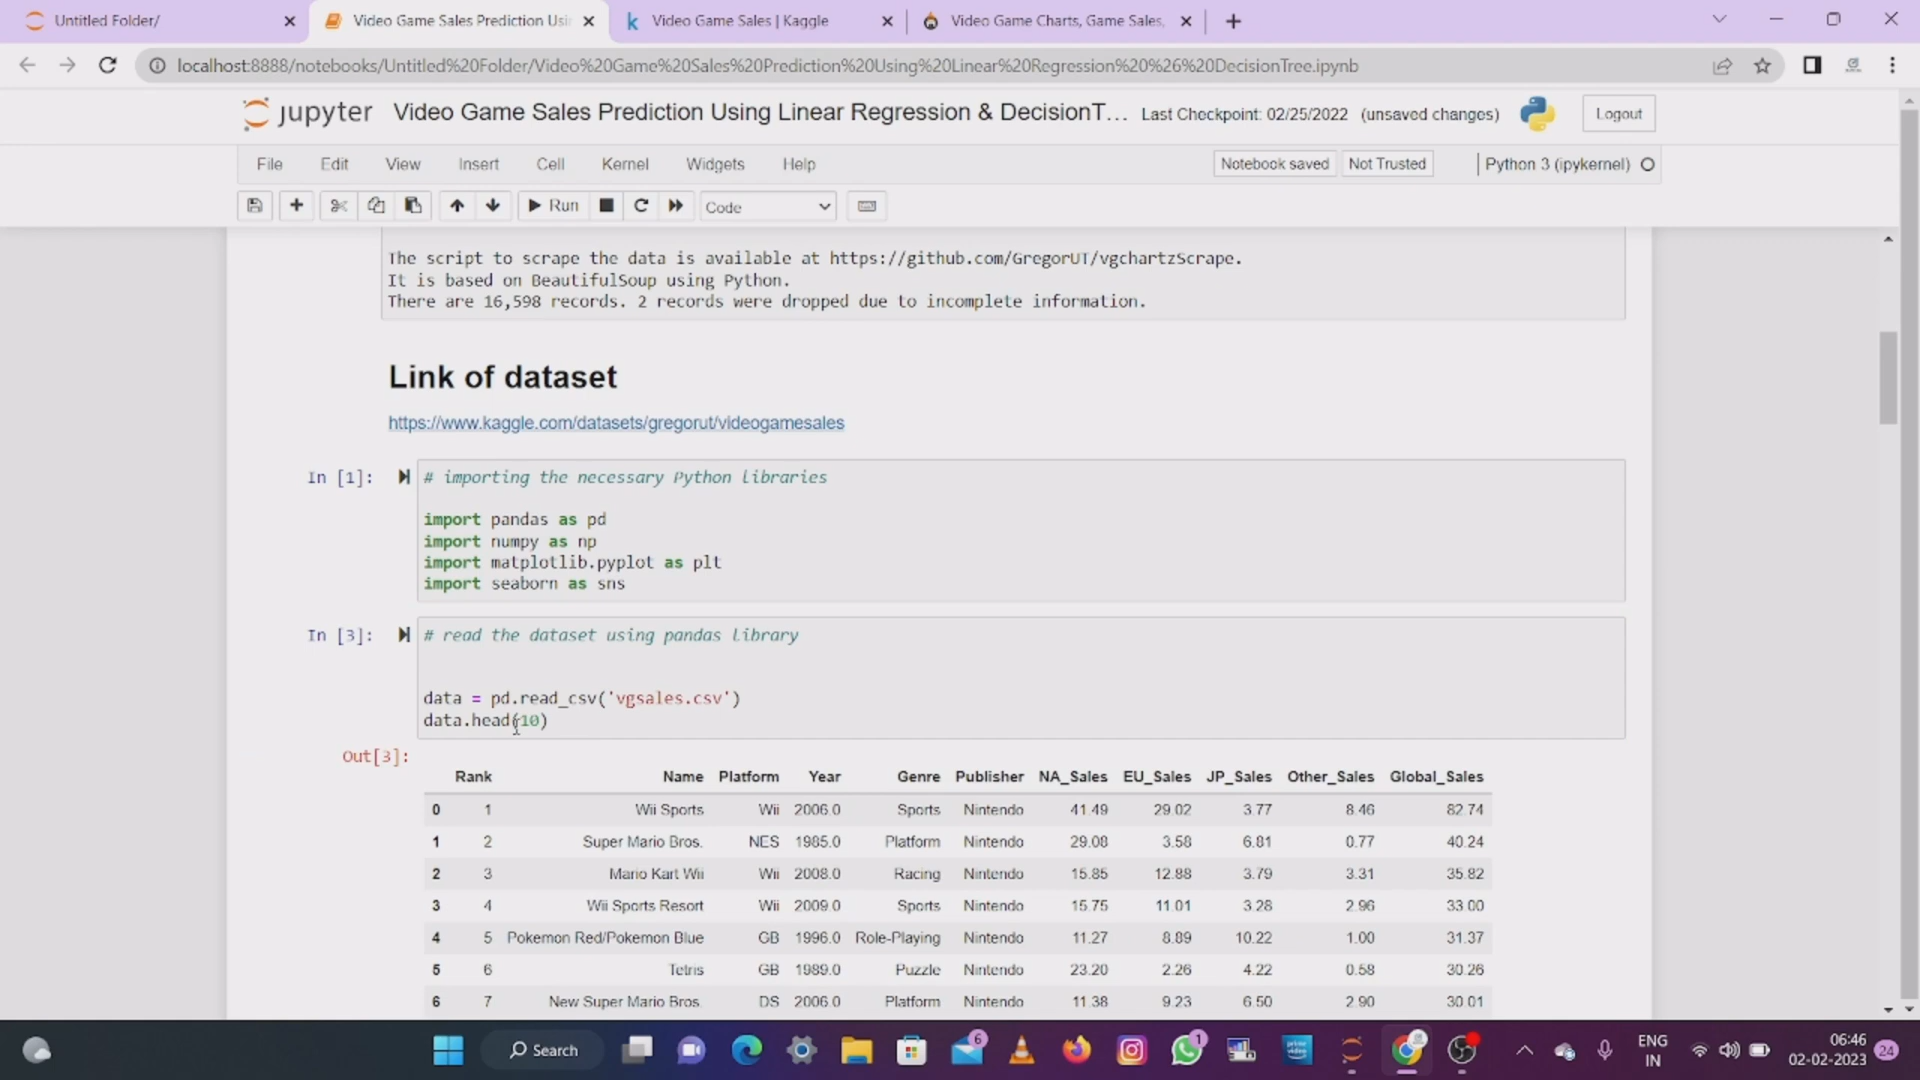 Untitled Folder/
Video Game Sales Prediction Usin
Video Game Sales | Kaggle
Video Game Charts, Game Sales,
localhost:8888/notebooks/Untitled%20Folder/Video%20Game%20Sales%20Prediction%20Using%20Linear%20Regression%20%26%20DecisionTree.ipynb
jupyter Video Game Sales Prediction Using Linear Regression & DecisionT... Last Checkpoint: 02/25/2022 (unsaved changges) Logout
File Edit View Insert Cell Kernel Widgets Help Notebook saved Not Trusted Python 3 (ipykernel)
Run Code
The script to scrape the data is available at https://github.com/GregorUT/vgchartzScrape.
It is based on BeautifulSoup using Python.
There are 16,598 records. 2 records were dropped due to incomplete information.
Link of dataset
https://www.kaggle.com/datasets/gregorut/videogamesales
In [1]: # importing the necessary Python libraries
import pandas as pd
import numpy as np
import matplotlib.pyplot as plt
import seaborn as sns
In [3]: # read the dataset using pandas library
data = pd.read_csv('vgsales.csv')
data.head(10)
Out[3]:
Rank Name Platform Year Genre Publisher NA_Sales EU_Sales JP_Sales Other_Sales Global_Sales
0 1 Wii Sports Wii 2006.0 Sports Nintendo 41.49 29.02 3.77 8.46 82.74
1 2 Super Mario Bros. NES 1985.0 Platform Nintendo 29.08 3.58 6.81 0.77 40.24
2 3 Mario Kart Wii Wii 2008.0 Racing Nintendo 15.85 12.88 3.79 3.31 35.82
3 4 Wii Sports Resort Wii 2009.0 Sports Nintendo 15.75 11.01 3.28 2.96 33.00
4 5 Pokemon Red/Pokemon Blue GB 1996.0 Role-Playing Nintendo 11.27 8.89 10.22 1.00 31.37
5 6 Tetris GB 1989.0 Puzzle Nintendo 23.20 2.26 4.22 0.58 30.26
6 7 New Super Mario Bros. DS 2006.0 Platform Nintendo 11.38 9.23 6.50 2.90 30.01
Search 6 1 ENG 06:46
IN 02-02-2023 24